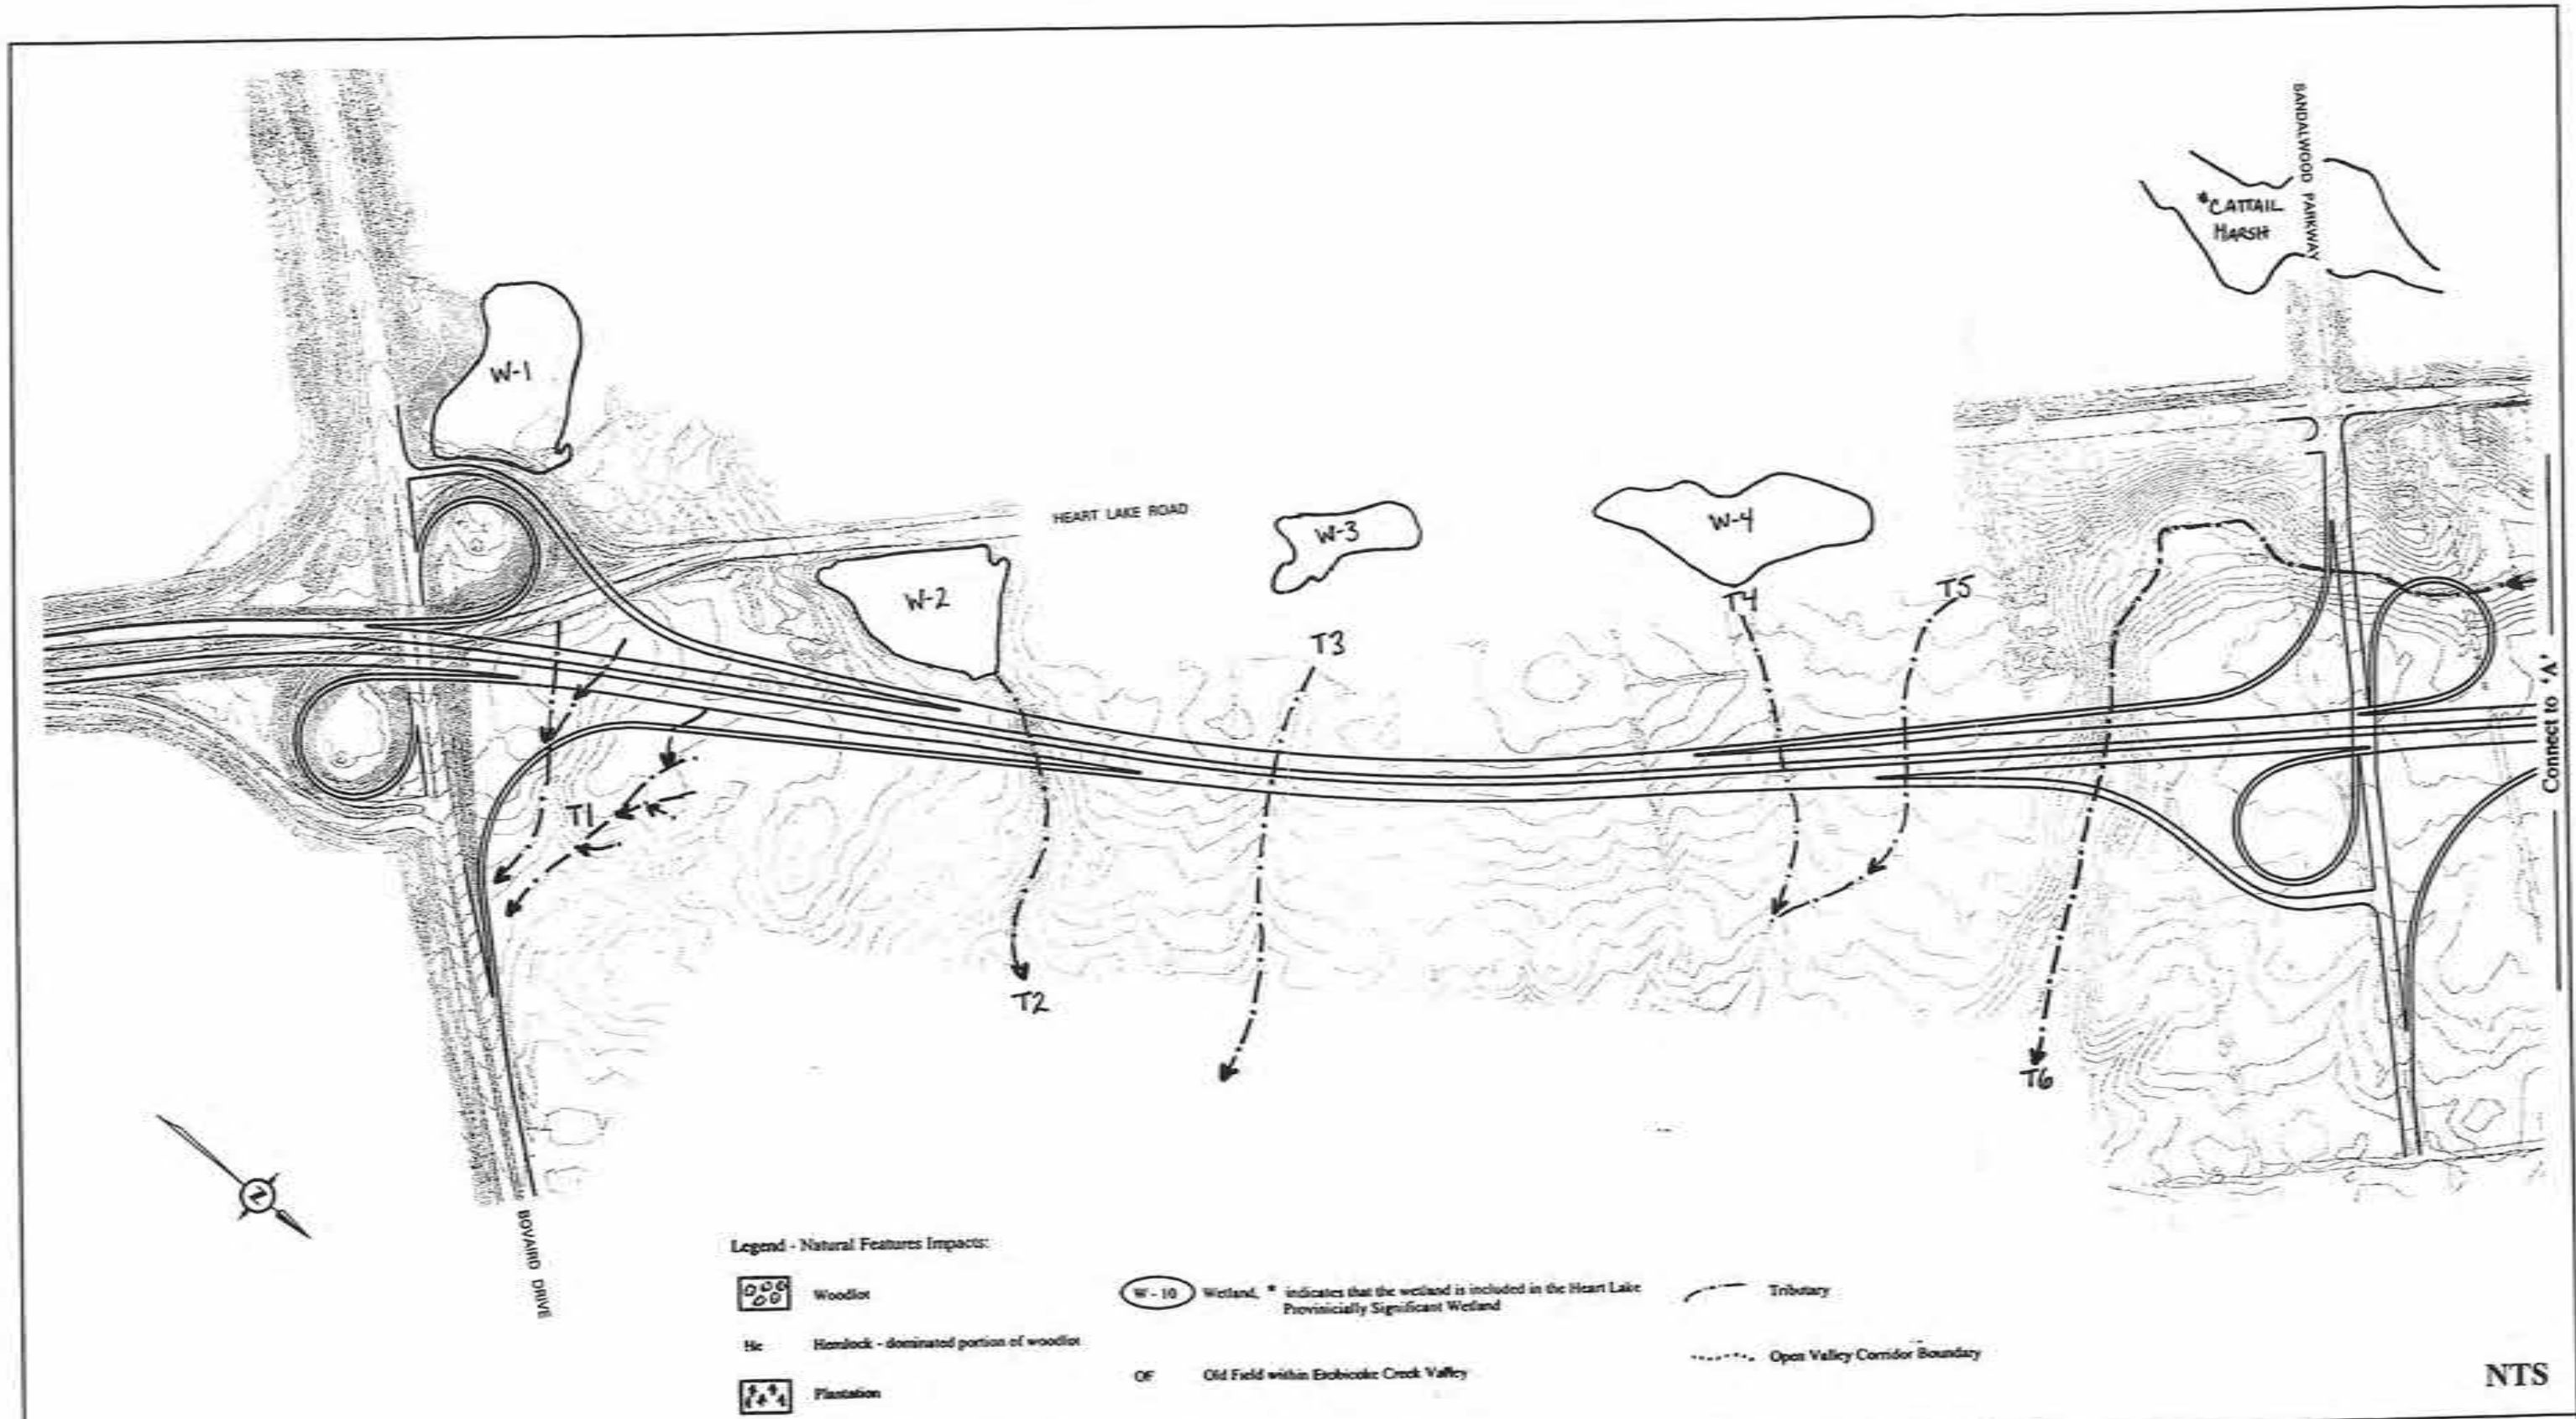 SANDALWOOD PARKWAY
*CATTAIL
MARSH
W-1
HEART LAKE ROAD
W-2
W-3
W-4
T1
T2
T3
T4
T5
T6
Connect to 'A'
N
BOVAIRD DRIVE
Legend - Natural Features Impacts:
Woodlot
He Hemlock - dominated portion of woodlot
Plantation
W - 10 Wetland, * indicates that the wetland is included in the Heart Lake
Provinicially Significant Wetland
OF Old Field within Etobicoke Creek Valley
Tributary
Open Valley Corridor Boundary
NTS